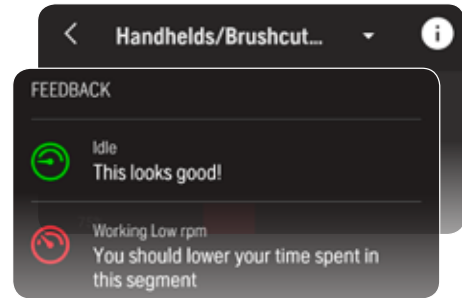 Handhelds/Brushcut...
FEEDBACK
Idle
This looks good!
Working Low rpm
You should lower your time spent in
this segment